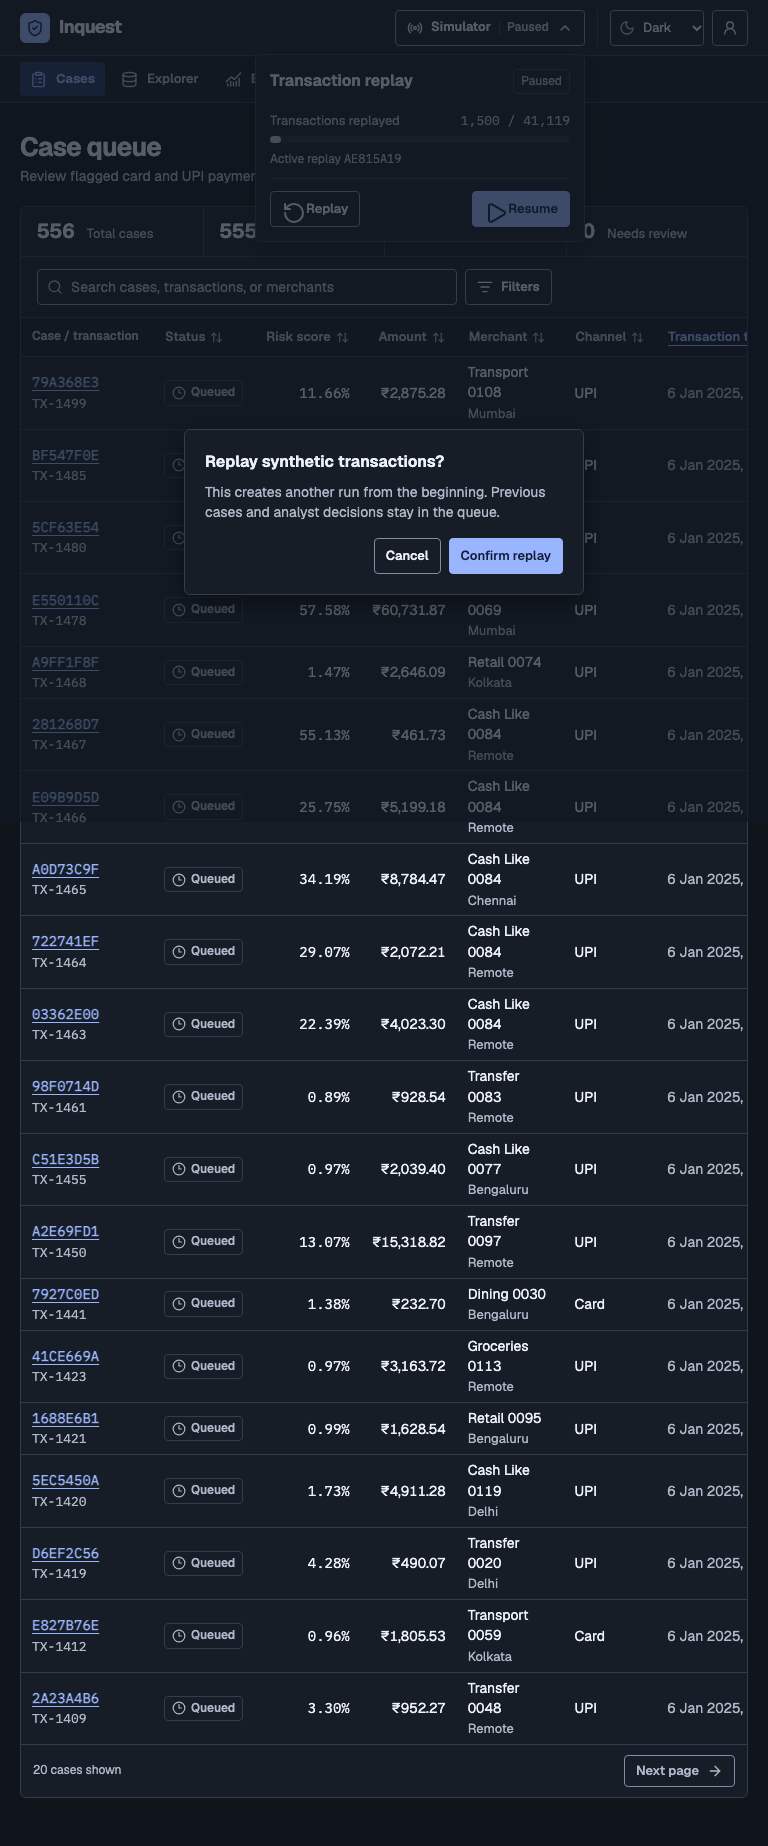 Inquest
Simulator Paused
Dark
Cases
Explorer
Transaction replay
Paused
Transactions replayed 1,500 / 41,119
Active replay AE815A19
Replay
Resume
Case queue
Review flagged card and UPI
556 Total cases
555
0 Needs review
Search cases, transactions, or merchants
Filters
Case / transaction Status Risk score Amount Merchant Channel Transaction
79A368E3
TX-1499
Queued
11.66%
₹2,875.28
Transport
0108
Mumbai
UPI
6 Jan 2025,
BF547F0E
TX-1485
5CF63E54
TX-1480
Replay synthetic transactions?
This creates another run from the beginning. Previous
cases and analyst decisions stay in the queue.
Cancel
Confirm replay
6 Jan 2025,
6 Jan 2025,
E550110C
TX-1478
Queued
57.58%
₹60,731.87
0069
Mumbai
UPI
6 Jan 2025,
A9FF1F8F
TX-1468
Queued
1.47%
₹2,646.09
Retail 0074
Kolkata
UPI
6 Jan 2025,
281268D7
TX-1467
Queued
55.13%
₹461.73
Cash Like
0084
Remote
UPI
6 Jan 2025,
E09B9D5D
TX-1466
Queued
25.75%
₹5,199.18
Cash Like
0084
Remote
UPI
6 Jan 2025,
A0D73C9F
TX-1465
Queued
34.19%
₹8,784.47
Cash Like
0084
Chennai
UPI
6 Jan 2025,
722741EF
TX-1464
Queued
29.07%
₹2,072.21
Cash Like
0084
Remote
UPI
6 Jan 2025,
03362E00
TX-1463
Queued
22.39%
₹4,023.30
Cash Like
0084
Remote
UPI
6 Jan 2025,
98F0714D
TX-1461
Queued
0.89%
₹928.54
Transfer
0083
Remote
UPI
6 Jan 2025,
C51E3D5B
TX-1455
Queued
0.97%
₹2,039.40
Cash Like
0077
Bengaluru
UPI
6 Jan 2025,
A2E69FD1
TX-1450
Queued
13.07%
₹15,318.82
Transfer
0097
Remote
UPI
6 Jan 2025,
7927C0ED
TX-1441
Queued
1.38%
₹232.70
Dining 0030
Bengaluru
Card
6 Jan 2025,
41CE669A
TX-1423
Queued
0.97%
₹3,163.72
Groceries
0113
Remote
UPI
6 Jan 2025,
1688E6B1
TX-1421
Queued
0.99%
₹1,628.54
Retail 0095
Bengaluru
UPI
6 Jan 2025,
5EC5450A
TX-1420
Queued
1.73%
₹4,911.28
Cash Like
0119
Delhi
UPI
6 Jan 2025,
D6EF2C56
TX-1419
Queued
4.28%
₹490.07
Transfer
0020
Delhi
UPI
6 Jan 2025,
E827B76E
TX-1412
Queued
0.96%
₹1,805.53
Transport
0059
Kolkata
Card
6 Jan 2025,
2A23A4B6
TX-1409
Queued
3.30%
₹952.27
Transfer
0048
Remote
UPI
6 Jan 2025,
20 cases shown
Next page